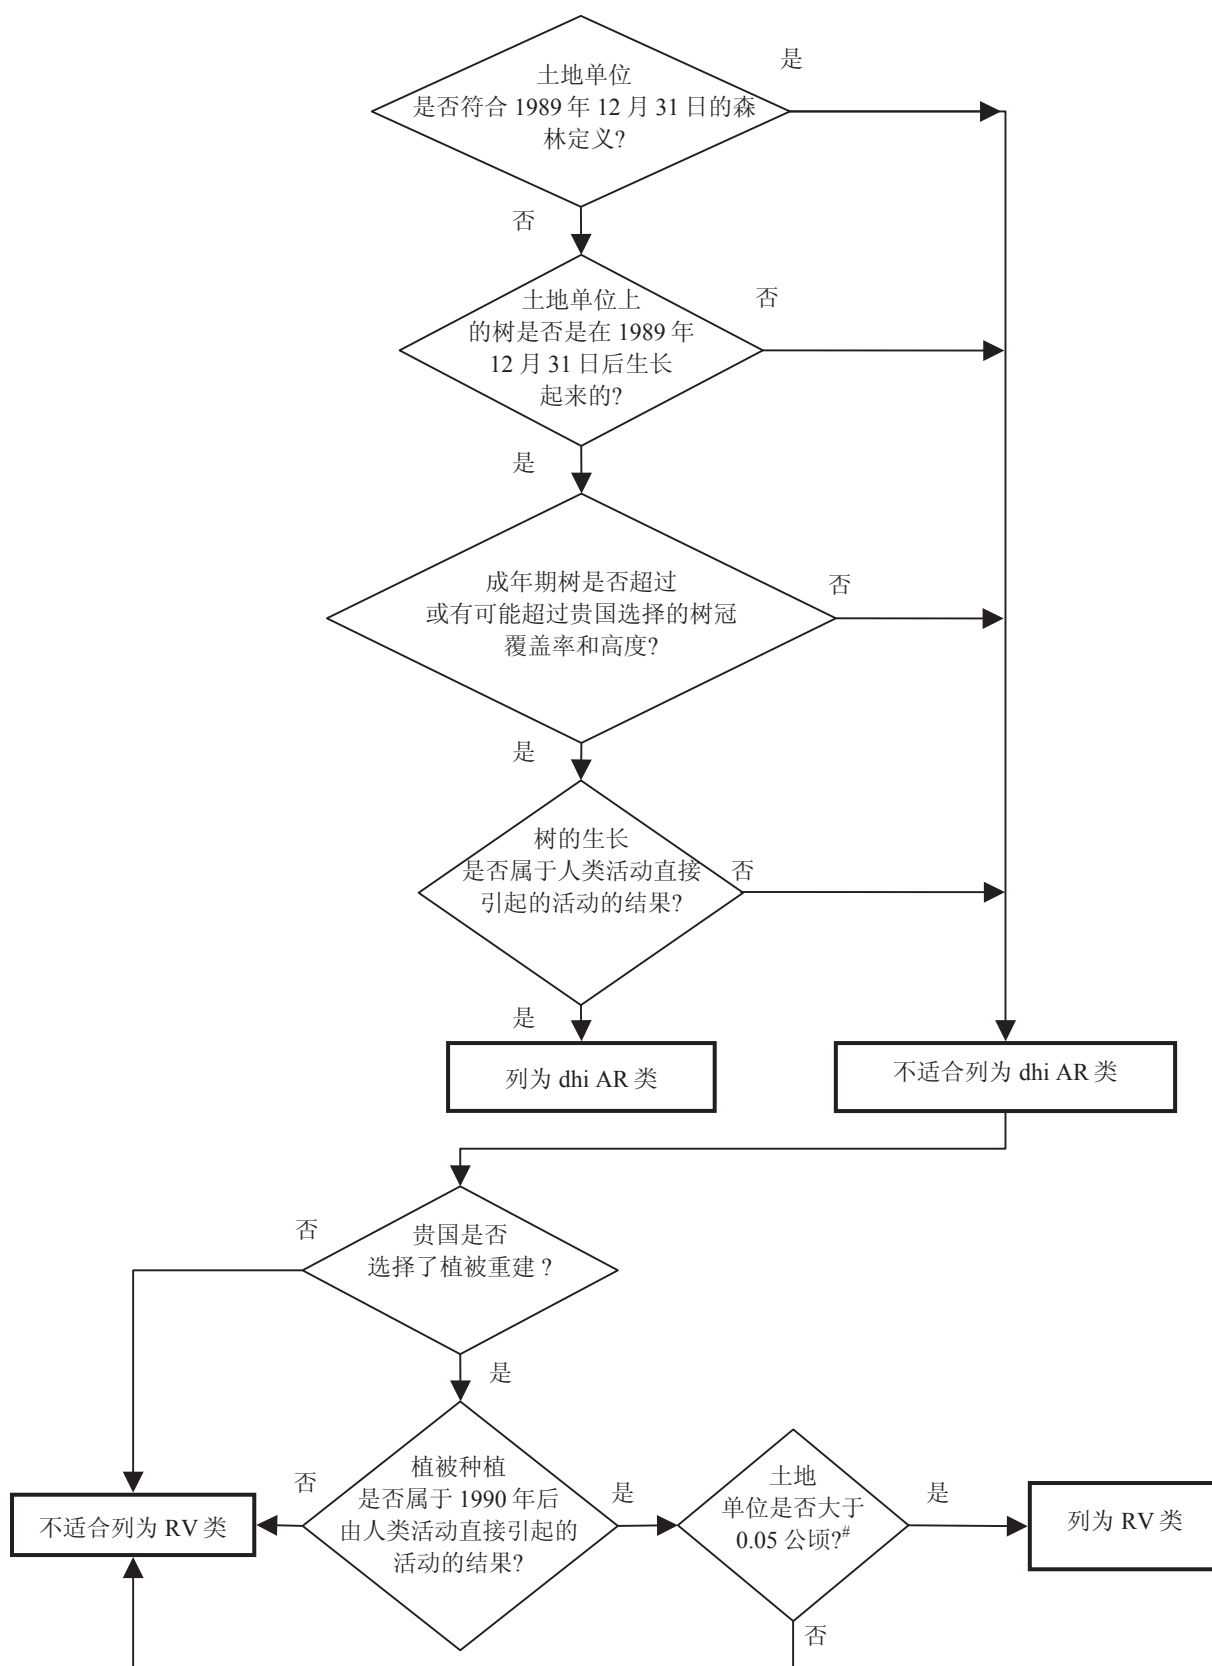 土地单位
是否符合 1989 年 12 月 31 日的森
林定义?
是
否
土地单位上
的树是否是在 1989 年
12 月 31 日后生长
起来的?
否
是
成年期树是否超过
或有可能超过贵国选择的树冠
覆盖率和高度?
否
是
树的生长
是否属于人类活动直接
引起的活动的结果?
否
是
列为 dhi AR 类
不适合列为 dhi AR 类
贵国是否
选择了植被重建 ?
否
是
植被种植
是否属于 1990 年后
由人类活动直接引起的
活动的结果?
否
是
不适合列为 RV 类
土地
单位是否大于
0.05 公顷?#
是
否
列为 RV 类